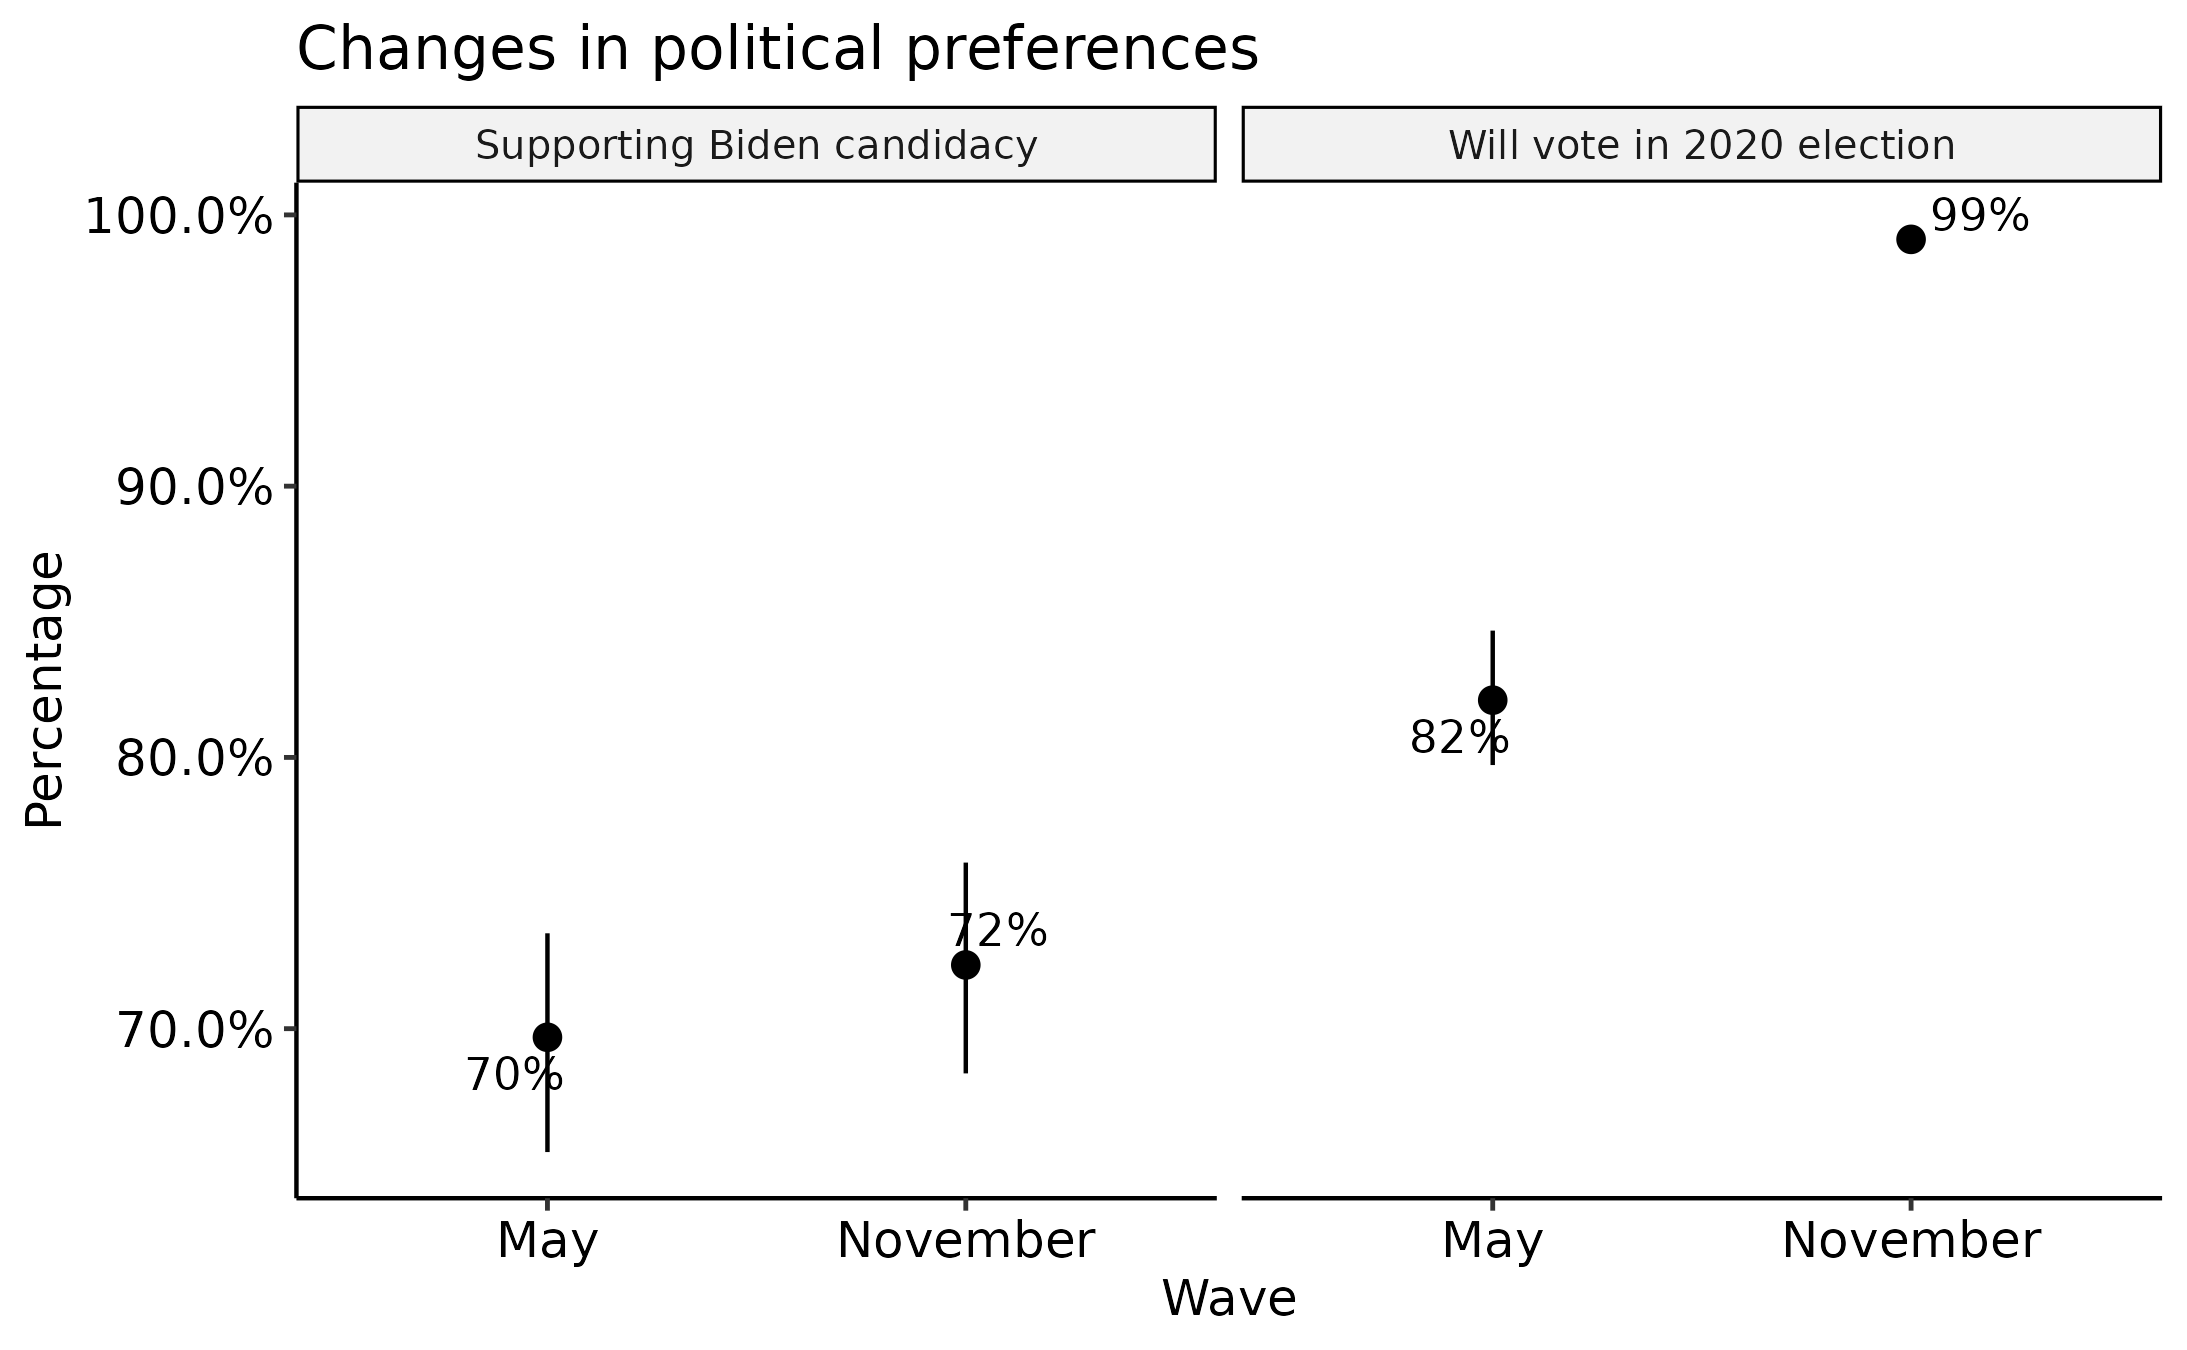 Changes in political preferences
Supporting Biden candidacy
Will vote in 2020 election
100.0%
90.0%
80.0%
70.0%
Percentage
70%
72%
82%
99%
May
November
May
November
Wave